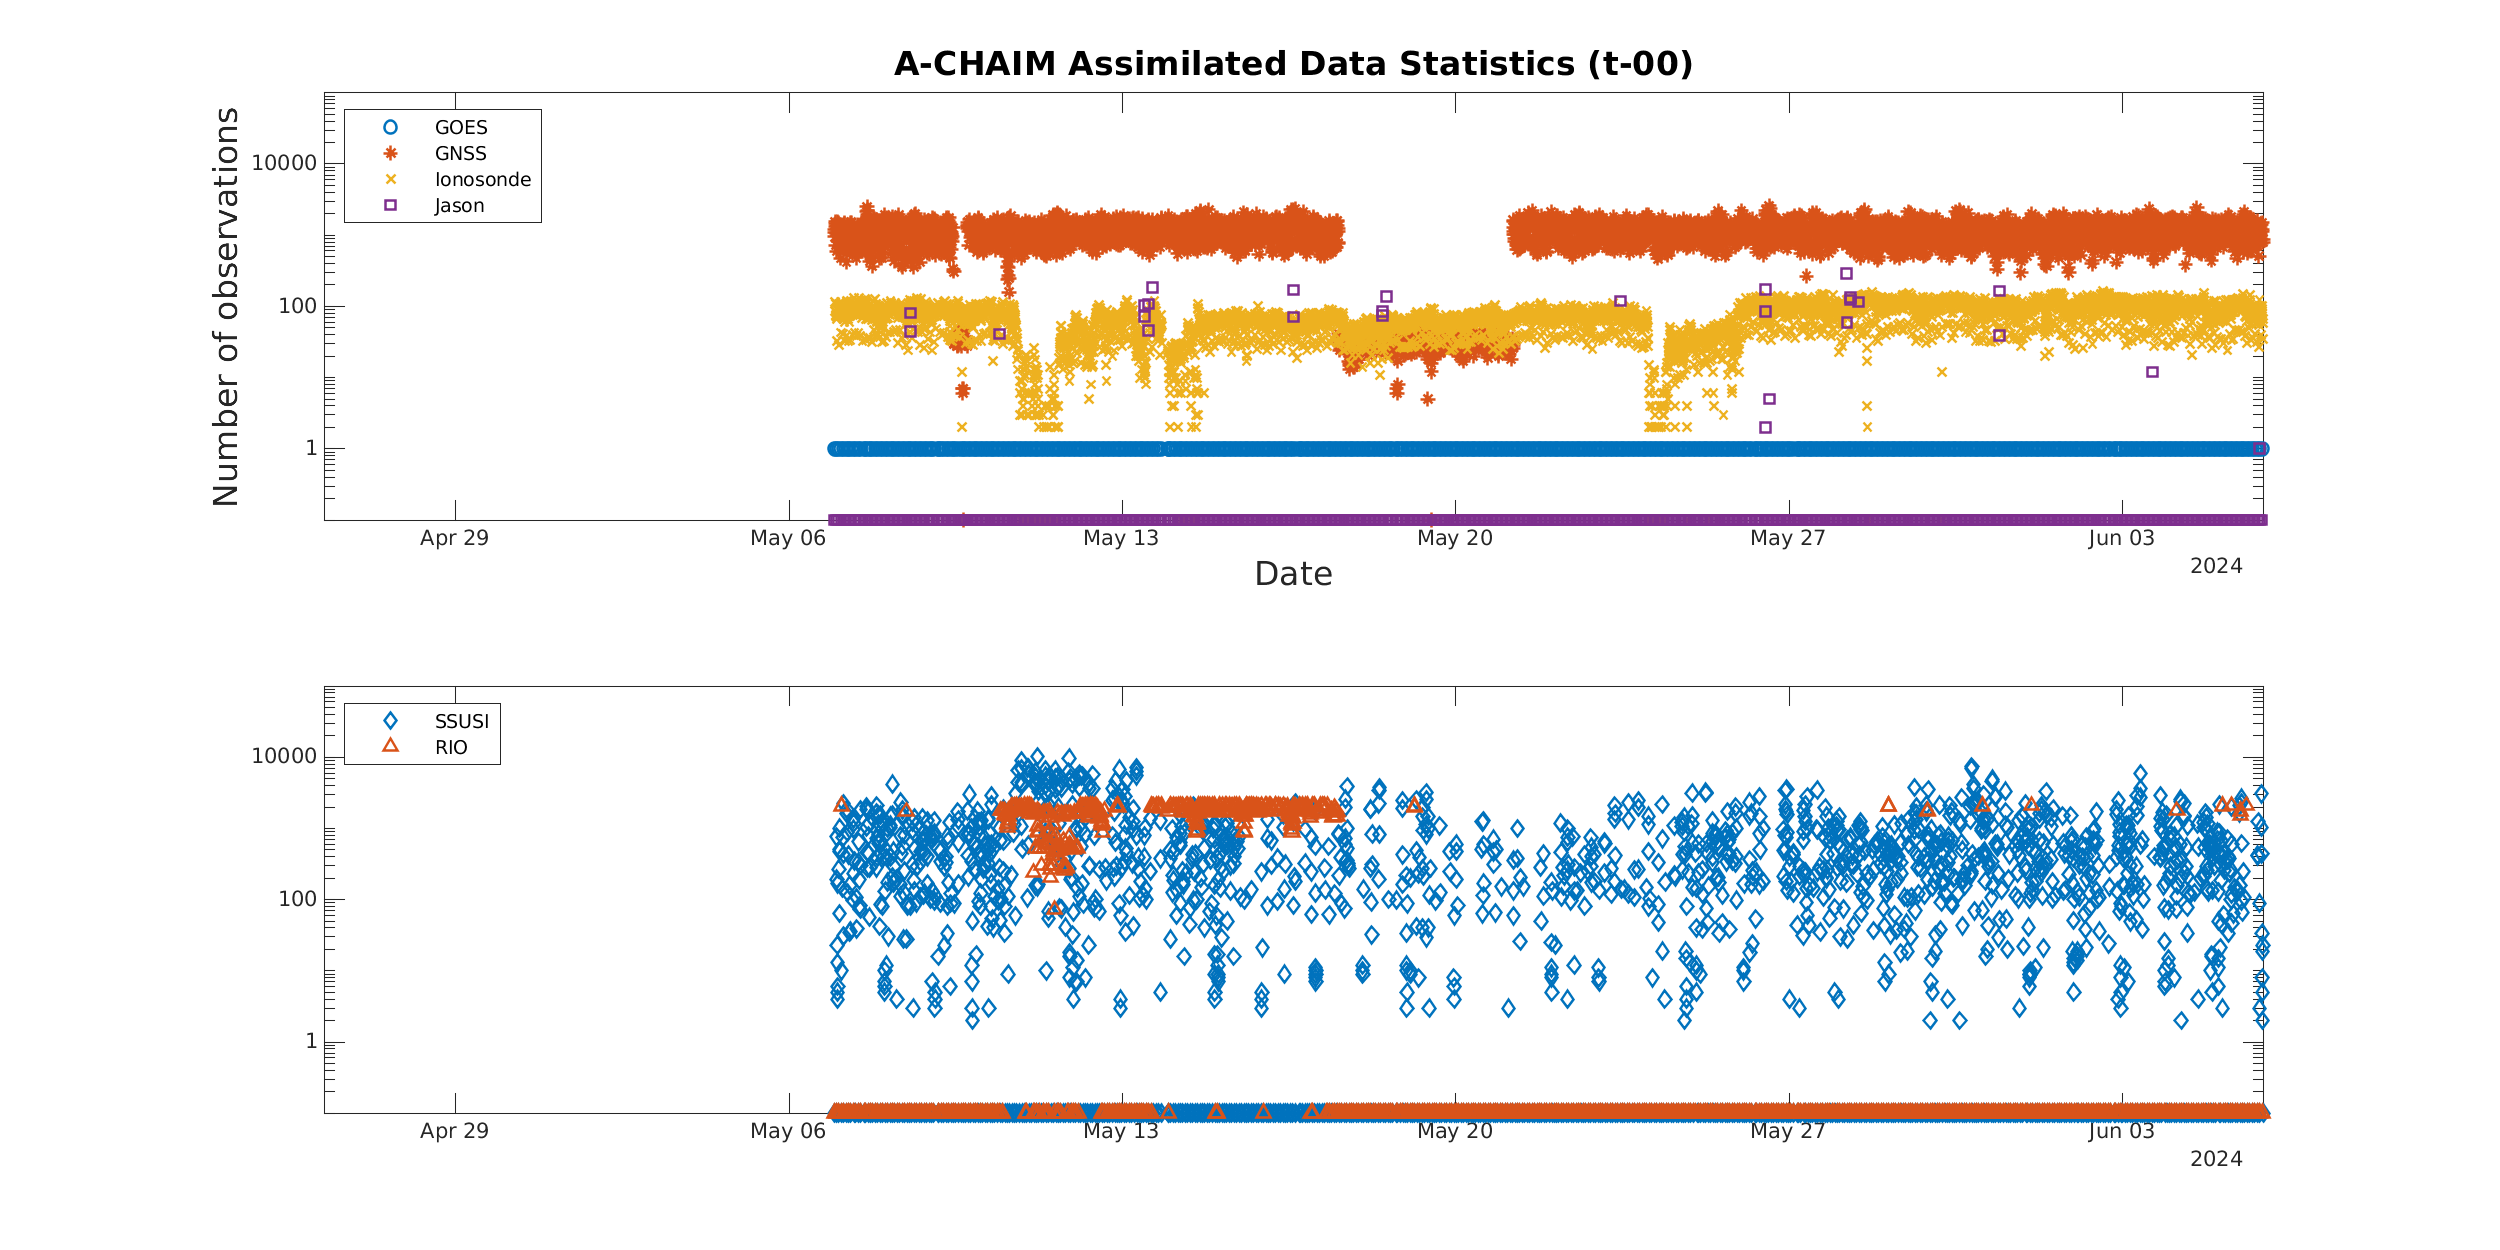 A-CHAIM Assimilated Data Statistics (t-00)
Number of observations
GOES
GNSS
Ionosonde
Jason
10000
100
1
Apr 29 May 06 May 13 May 20 May 27 Jun 03
2024
Date
SSUSI
RIO
10000
100
1
Apr 29 May 06 May 13 May 20 May 27 Jun 03
2024